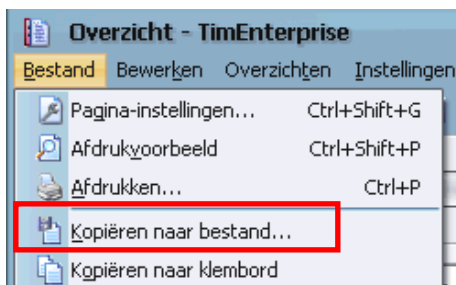 Overzicht - TimEnterprise
Bestand Bewerken Overzichten Instellingen
Pagina-instellingen... Ctrl+Shift+G
Afdrukvoorbeeld Ctrl+Shift+P
Afdrukken... Ctrl+P
Kopiëren naar bestand...
Kopiëren naar klembord